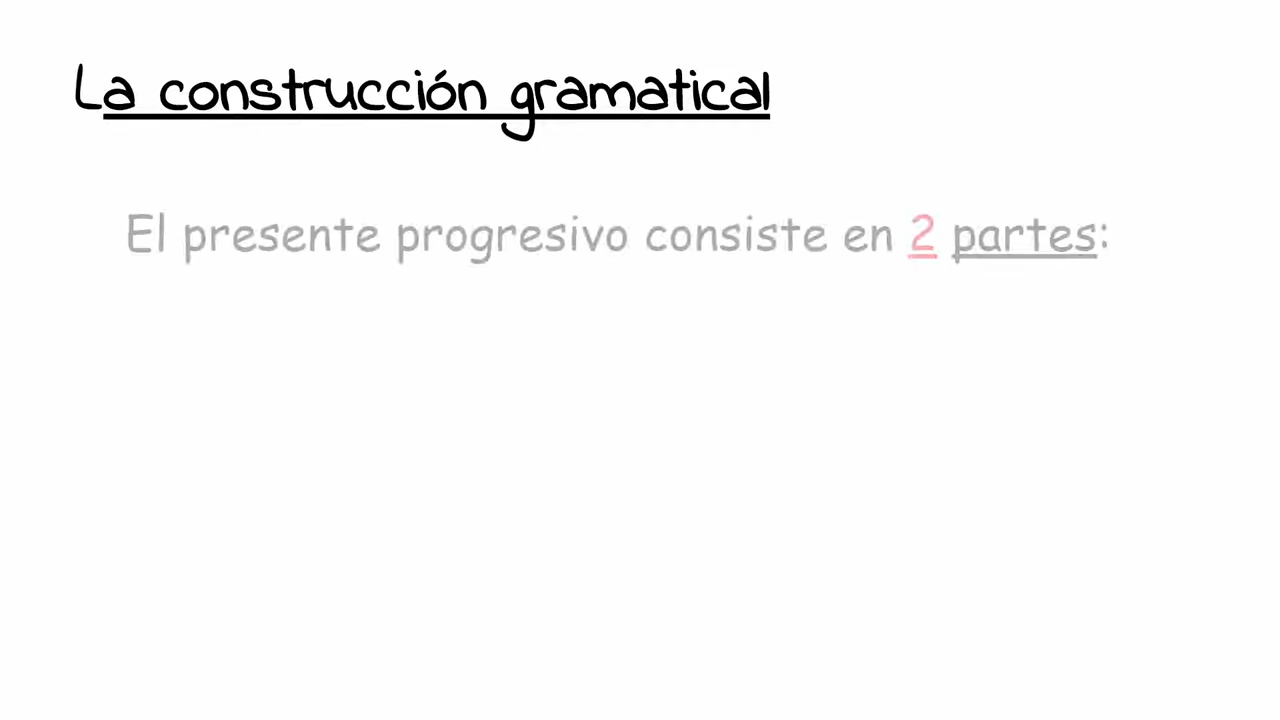 La construcción gramatical
El presente progresivo consiste en 2 partes: